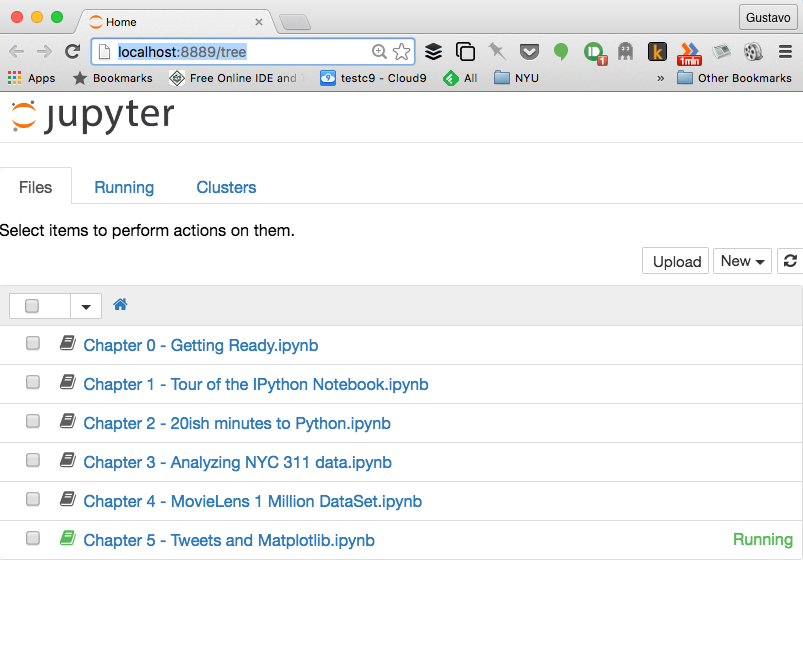 Home
Gustavo
localhost:8889/tree
1
k
1min
Apps
Bookmarks
Free Online IDE and
testc9 - Cloud9
All
NYU
»
Other Bookmarks
jupyter
Files
Running
Clusters
Select items to perform actions on them.
Upload
New
Chapter 0 - Getting Ready.ipynb
Chapter 1 - Tour of the IPython Notebook.ipynb
Chapter 2 - 20ish minutes to Python.ipynb
Chapter 3 - Analyzing NYC 311 data.ipynb
Chapter 4 - MovieLens 1 Million DataSet.ipynb
Chapter 5 - Tweets and Matplotlib.ipynb Running